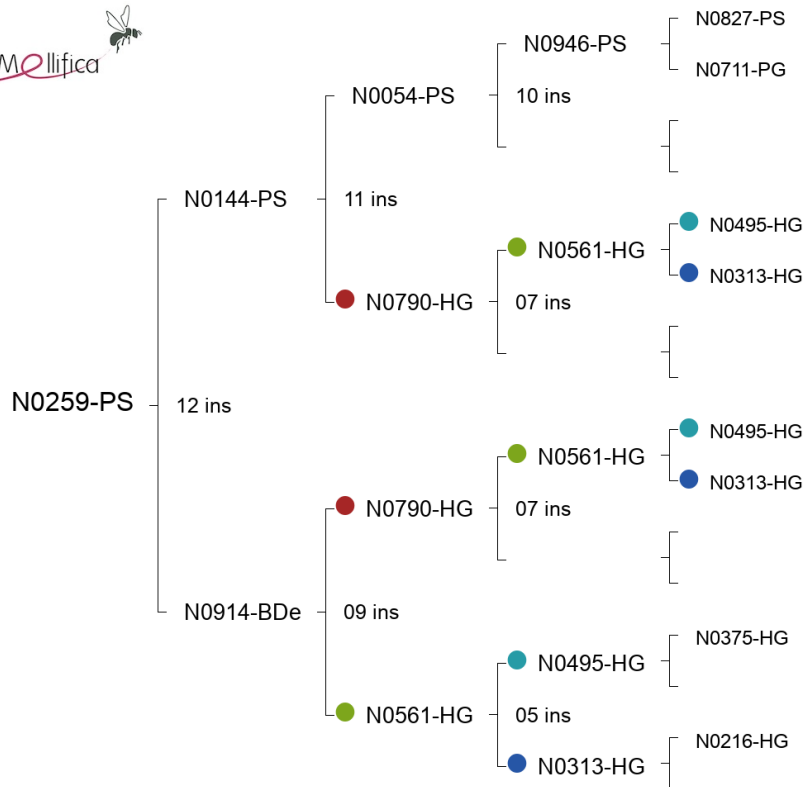 Mellifica
N0827-PS
N0946-PS
N0711-PG
N0054-PS
10 ins
N0144-PS
11 ins
N0495-HG
N0561-HG
N0313-HG
N0790-HG
07 ins
N0259-PS
12 ins
N0495-HG
N0561-HG
N0313-HG
N0790-HG
07 ins
N0914-BDe
09 ins
N0375-HG
N0495-HG
N0561-HG
05 ins
N0216-HG
N0313-HG